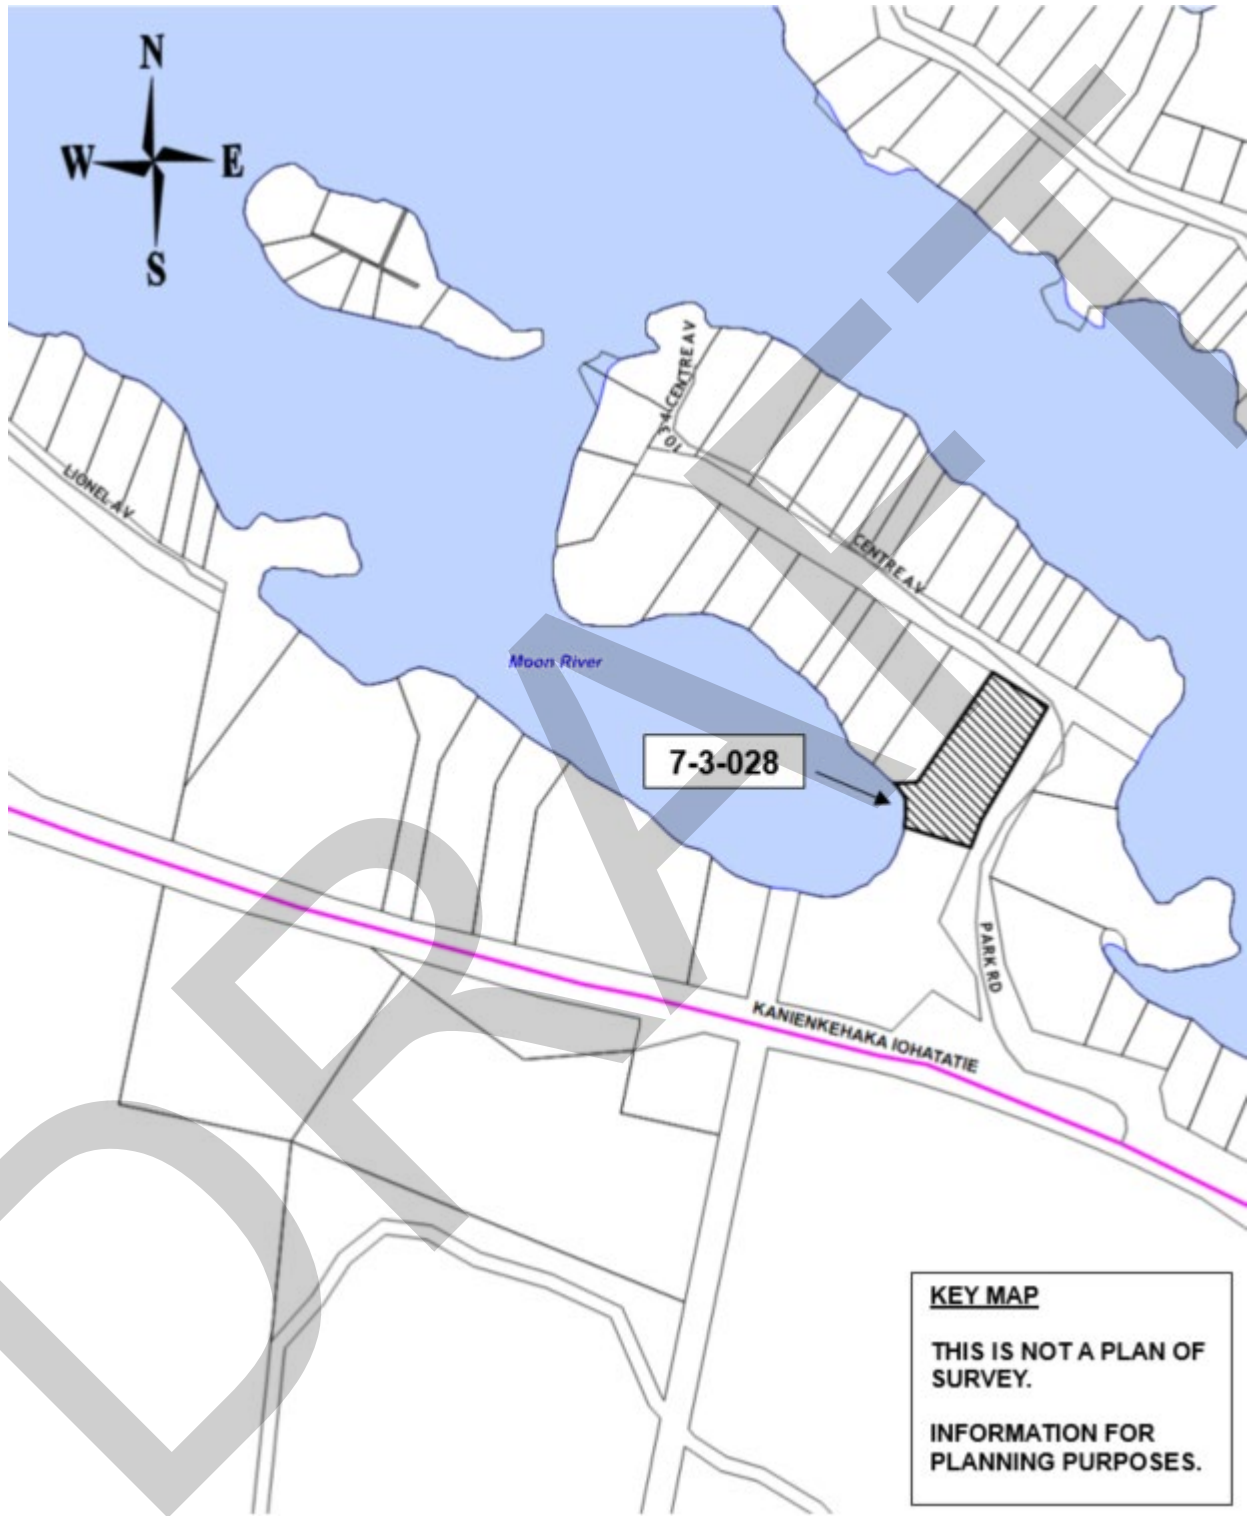 N
W E
S
10 S 4 CENTRE AV
LIONEL AV
CENTRE AV
Moon River
7-3-028
PARK RD
KANIENKEHAKA IOHATATIE
DRAFT
KEY MAP
THIS IS NOT A PLAN OF
SURVEY.
INFORMATION FOR
PLANNING PURPOSES.